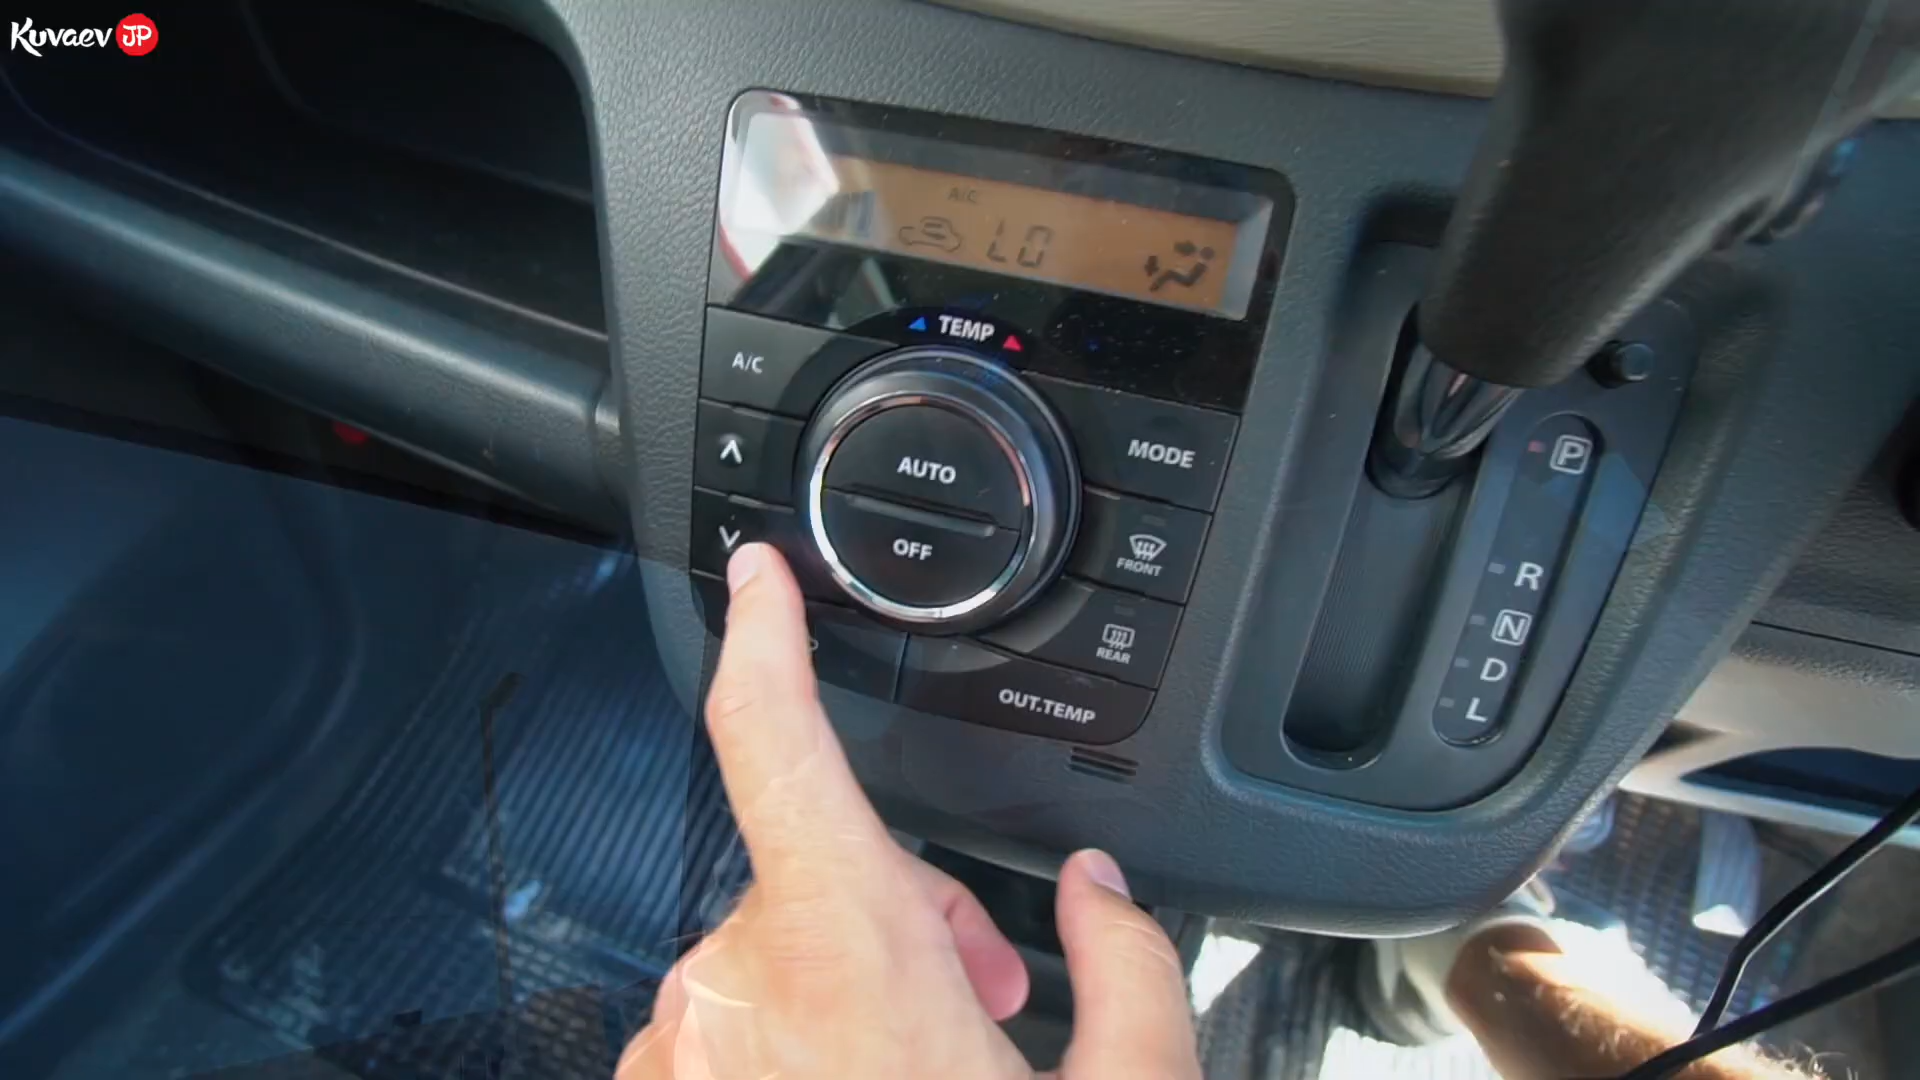 Kuvaev JP
A/C
LO
TEMP
A/C
AUTO
OFF
MODE
FRONT
REAR
OUT.TEMP
P
R
N
D
L